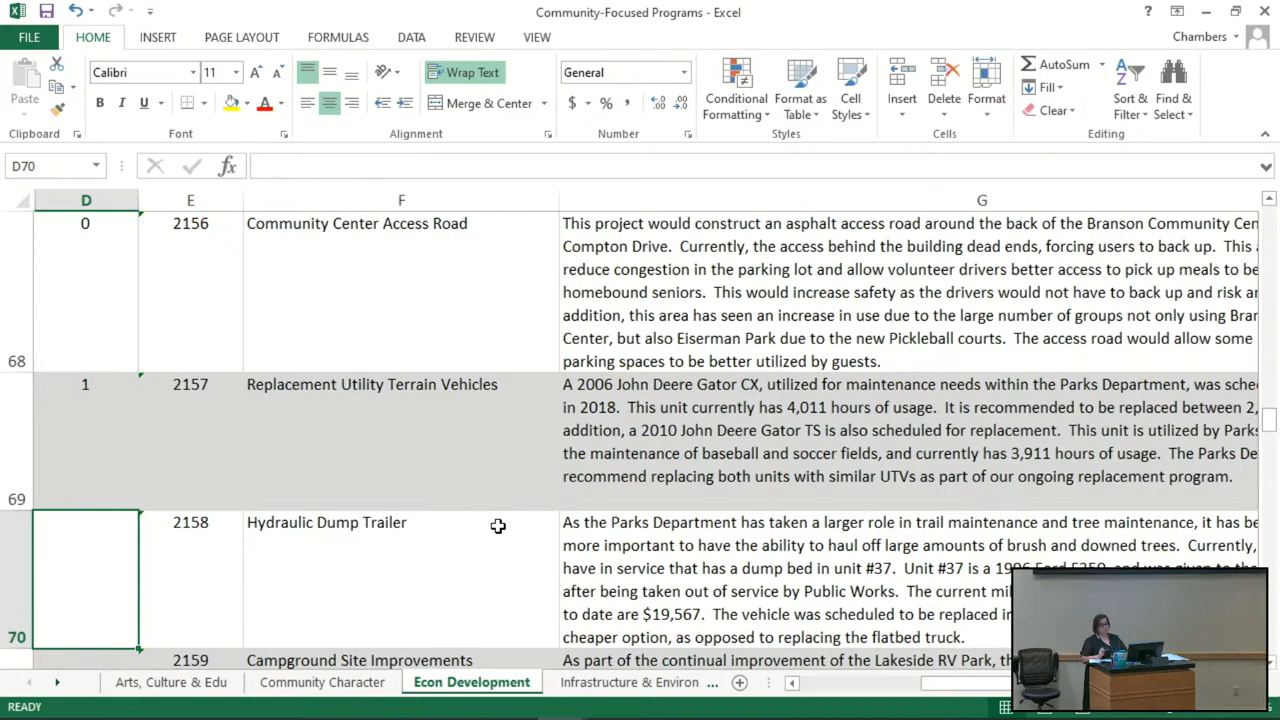 Community-Focused Programs - Excel
FILE
HOME
INSERT
PAGE LAYOUT
FORMULAS
DATA
REVIEW
VIEW
Chambers
Paste
Calibri
11
B I U
Wrap Text
Merge & Center
General
$ % ,
Conditional Formatting
Format as Table
Cell Styles
Insert
Delete
Format
AutoSum
Fill
Clear
Sort & Filter
Find & Select
Clipboard
Font
Alignment
Number
Styles
Cells
Editing
D70
fx
D E F G
0 2156 Community Center Access Road This project would construct an asphalt access road around the back of the Branson Community Cen
Compton Drive. Currently, the access behind the building dead ends, forcing users to back up. This
reduce congestion in the parking lot and allow volunteer drivers better access to pick up meals to be
homebound seniors. This would increase safety as the drivers would not have to back up and risk
addition, this area has seen an increase in use due to the large number of groups not only using Bran
Center, but also Eiserman Park due to the new Pickleball courts. The access road would allow some
68 parking spaces to be better utilized by guests.
1 2157 Replacement Utility Terrain Vehicles A 2006 John Deere Gator CX, utilized for maintenance needs within the Parks Department, was sche
in 2018. This unit currently has 4,011 hours of usage. It is recommended to be replaced between 2,
addition, a 2010 John Deere Gator TS is also scheduled for replacement. This unit is utilized by Parks
the maintenance of baseball and soccer fields, and currently has 3,911 hours of usage. The Parks De
69 recommend replacing both units with similar UTVs as part of our ongoing replacement program.
2158 Hydraulic Dump Trailer As the Parks Department has taken a larger role in trail maintenance and tree maintenance, it has be
more important to have the ability to haul off large amounts of brush and downed trees. Currently,
have in service that has a dump bed in unit #37. Unit #37 is a 1996 Ford F350, and was given to the
after being taken out of service by Public Works. The current mi
to date are $19,567. The vehicle was scheduled to be replaced in
70 cheaper option, as opposed to replacing the flatbed truck.
2159 Campground Site Improvements As part of the continual improvement of the Lakeside RV Park, th
Arts, Culture & Edu
Community Character
Econ Development
Infrastructure & Environ ...
READY